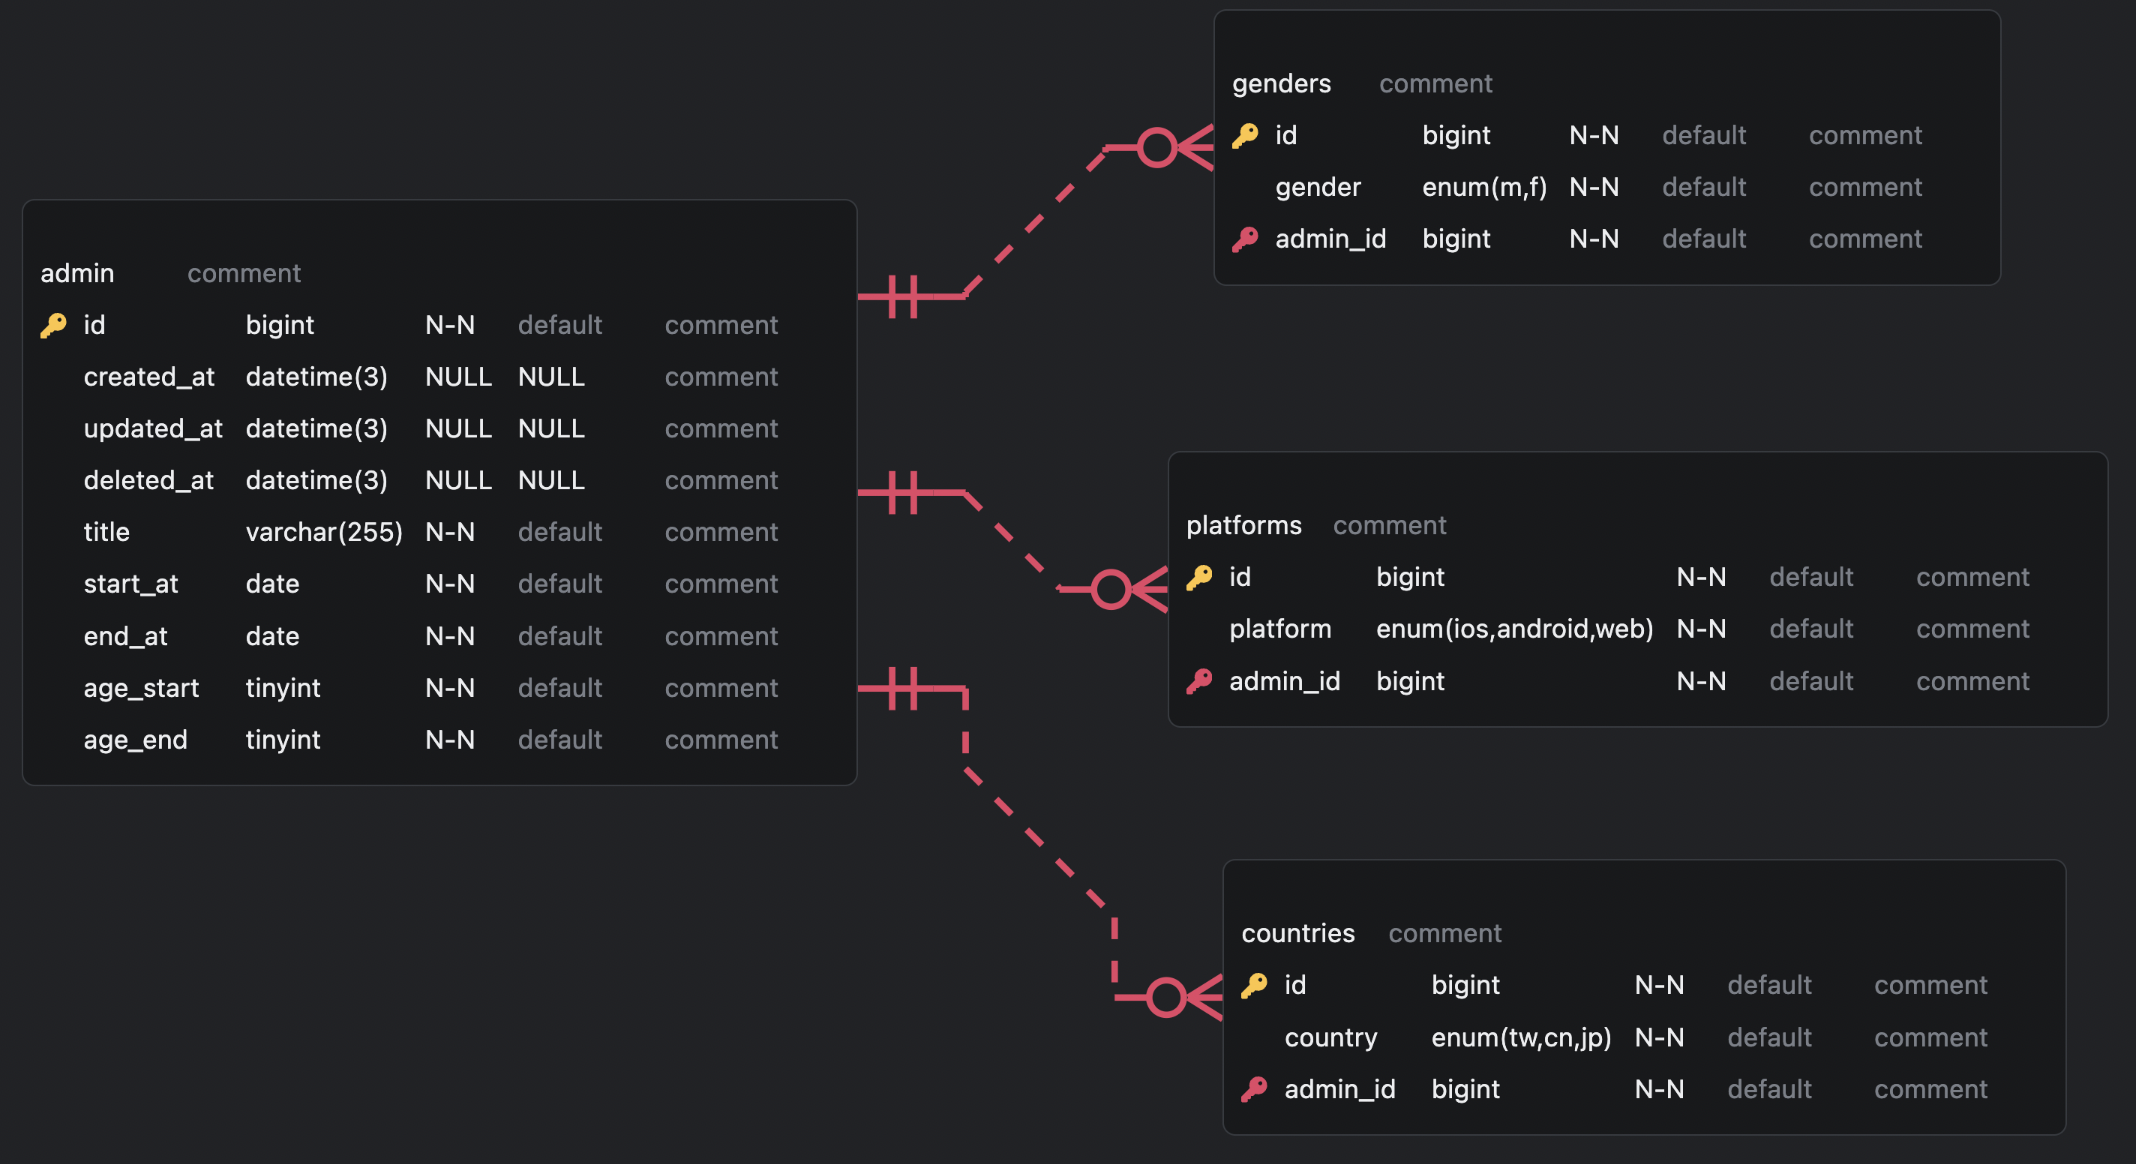 admin comment
id bigint N-N default comment
created_at datetime(3) NULL NULL comment
updated_at datetime(3) NULL NULL comment
deleted_at datetime(3) NULL NULL comment
title varchar(255) N-N default comment
start_at date N-N default comment
end_at date N-N default comment
age_start tinyint N-N default comment
age_end tinyint N-N default comment
genders comment
id bigint N-N default comment
gender enum(m,f) N-N default comment
admin_id bigint N-N default comment
platforms comment
id bigint N-N default comment
platform enum(ios,android,web) N-N default comment
admin_id bigint N-N default comment
countries comment
id bigint N-N default comment
country enum(tw,cn,jp) N-N default comment
admin_id bigint N-N default comment